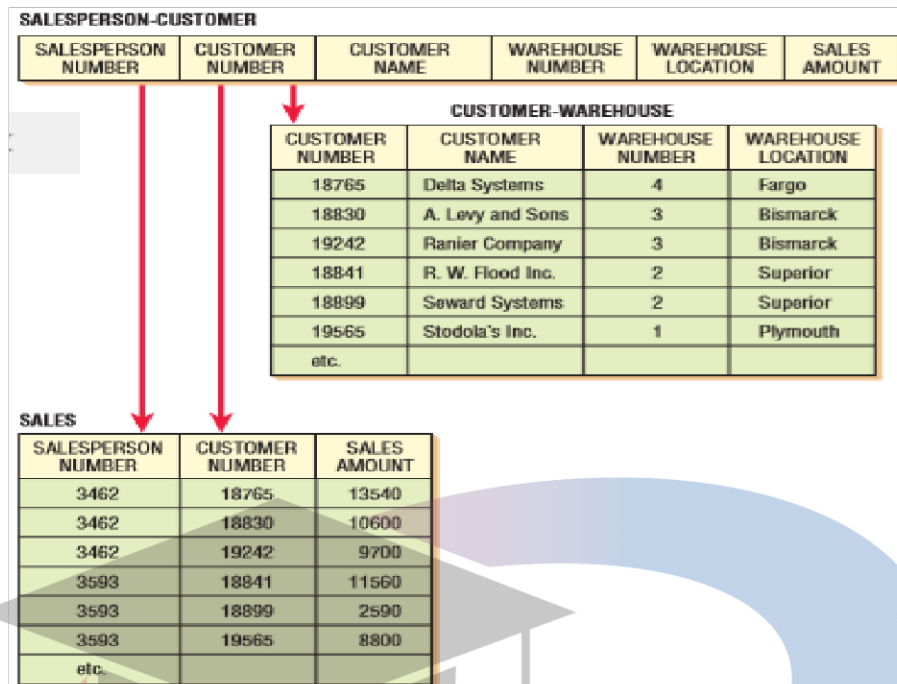 SALESPERSON-CUSTOMER
SALESPERSON NUMBER CUSTOMER NUMBER CUSTOMER NAME WAREHOUSE NUMBER WAREHOUSE LOCATION SALES AMOUNT
CUSTOMER-WAREHOUSE
CUSTOMER NUMBER CUSTOMER NAME WAREHOUSE NUMBER WAREHOUSE LOCATION
18765 Delta Systems 4 Fargo
18830 A. Levy and Sons 3 Bismarck
19242 Ranier Company 3 Bismarck
18841 R. W. Flood Inc. 2 Superior
18899 Seward Systems 2 Superior
19565 Stodola's Inc. 1 Plymouth
etc.
SALES
SALESPERSON NUMBER CUSTOMER NUMBER SALES AMOUNT
3462 18765 13540
3462 18830 10600
3462 19242 9700
3593 18841 11560
3593 18899 2590
3593 19565 8800
etc.